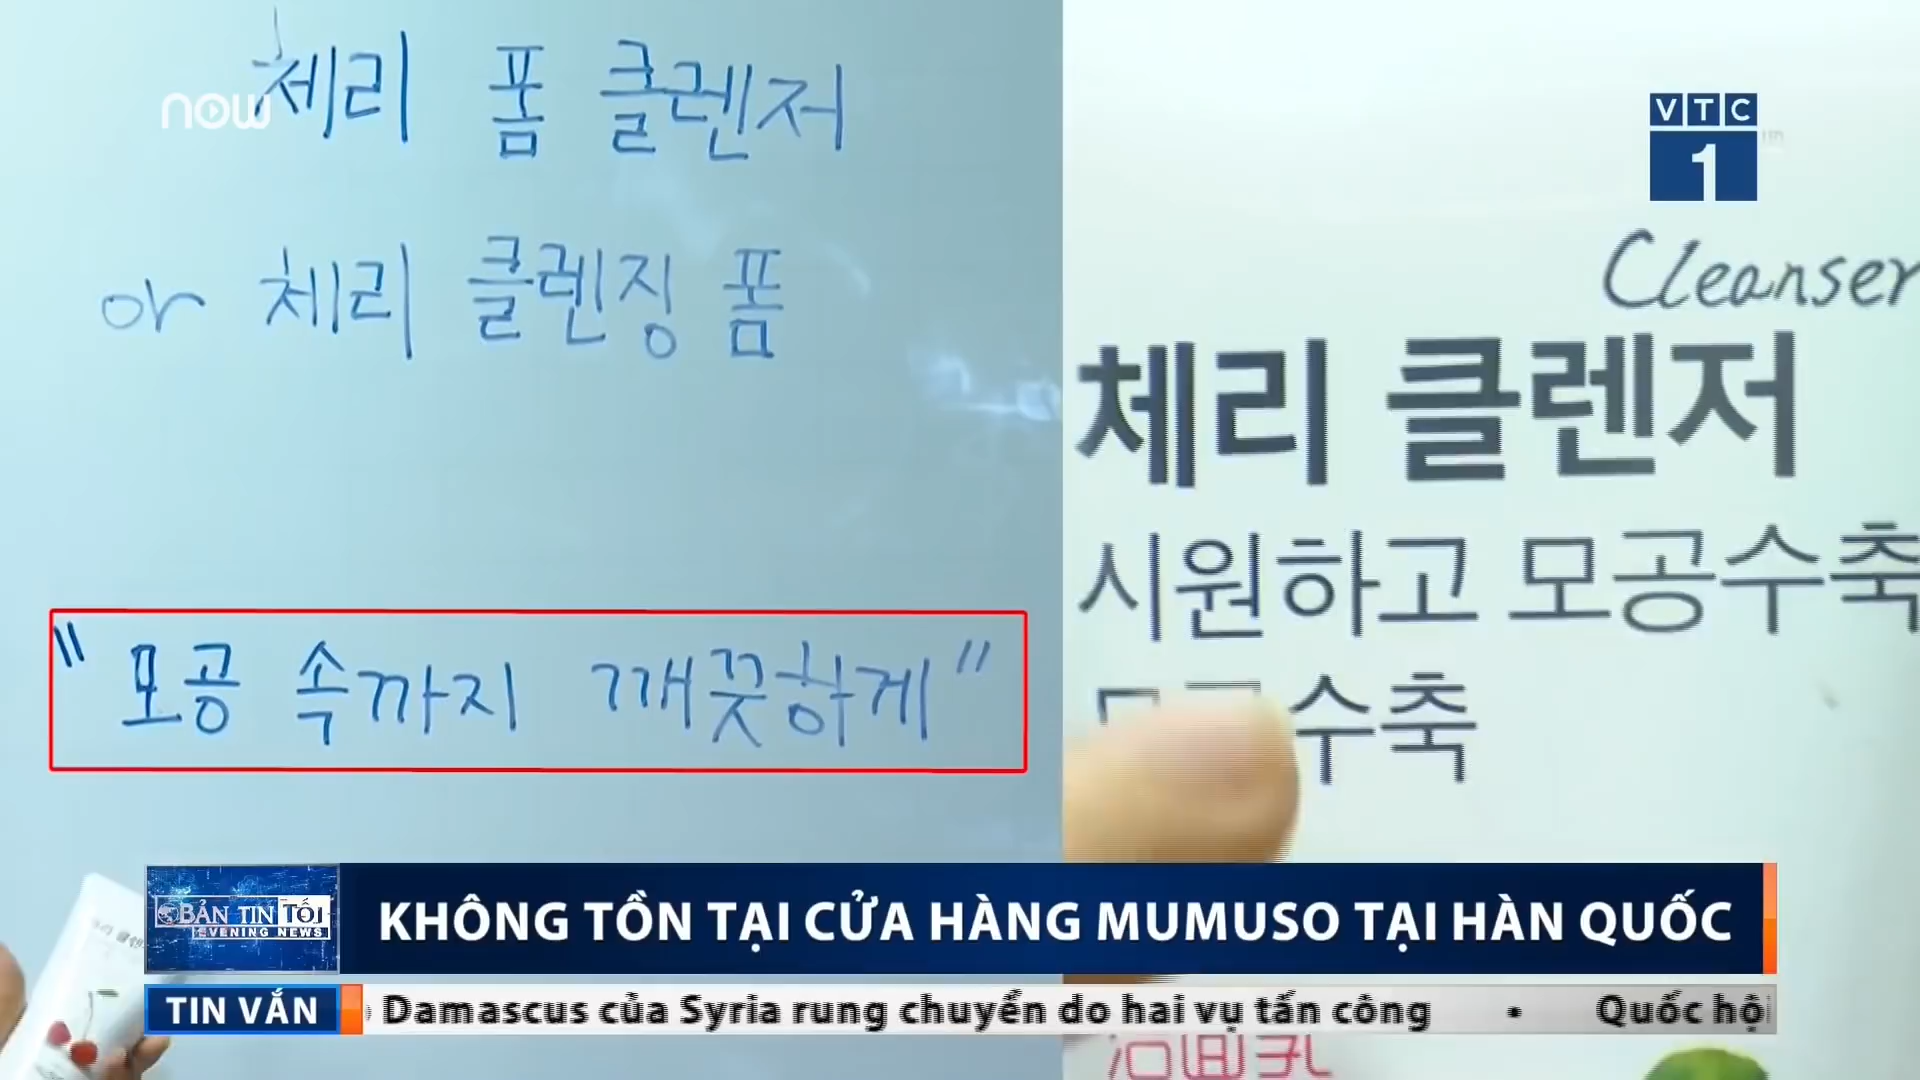 now
체리 폼 클렌저
or 체리 클렌징 폼
" 모공 속까지 깨끗하게 "
VTC
1
Cleanser
체리 클렌저
시원하고 모공수축
수축
BẢN TIN TỐI
EVENING NEWS
KHÔNG TỒN TẠI CỬA HÀNG MUMUSO TẠI HÀN QUỐC
TIN VẮN
Damascus của Syria rung chuyển do hai vụ tấn công • Quốc hội
洁面乳